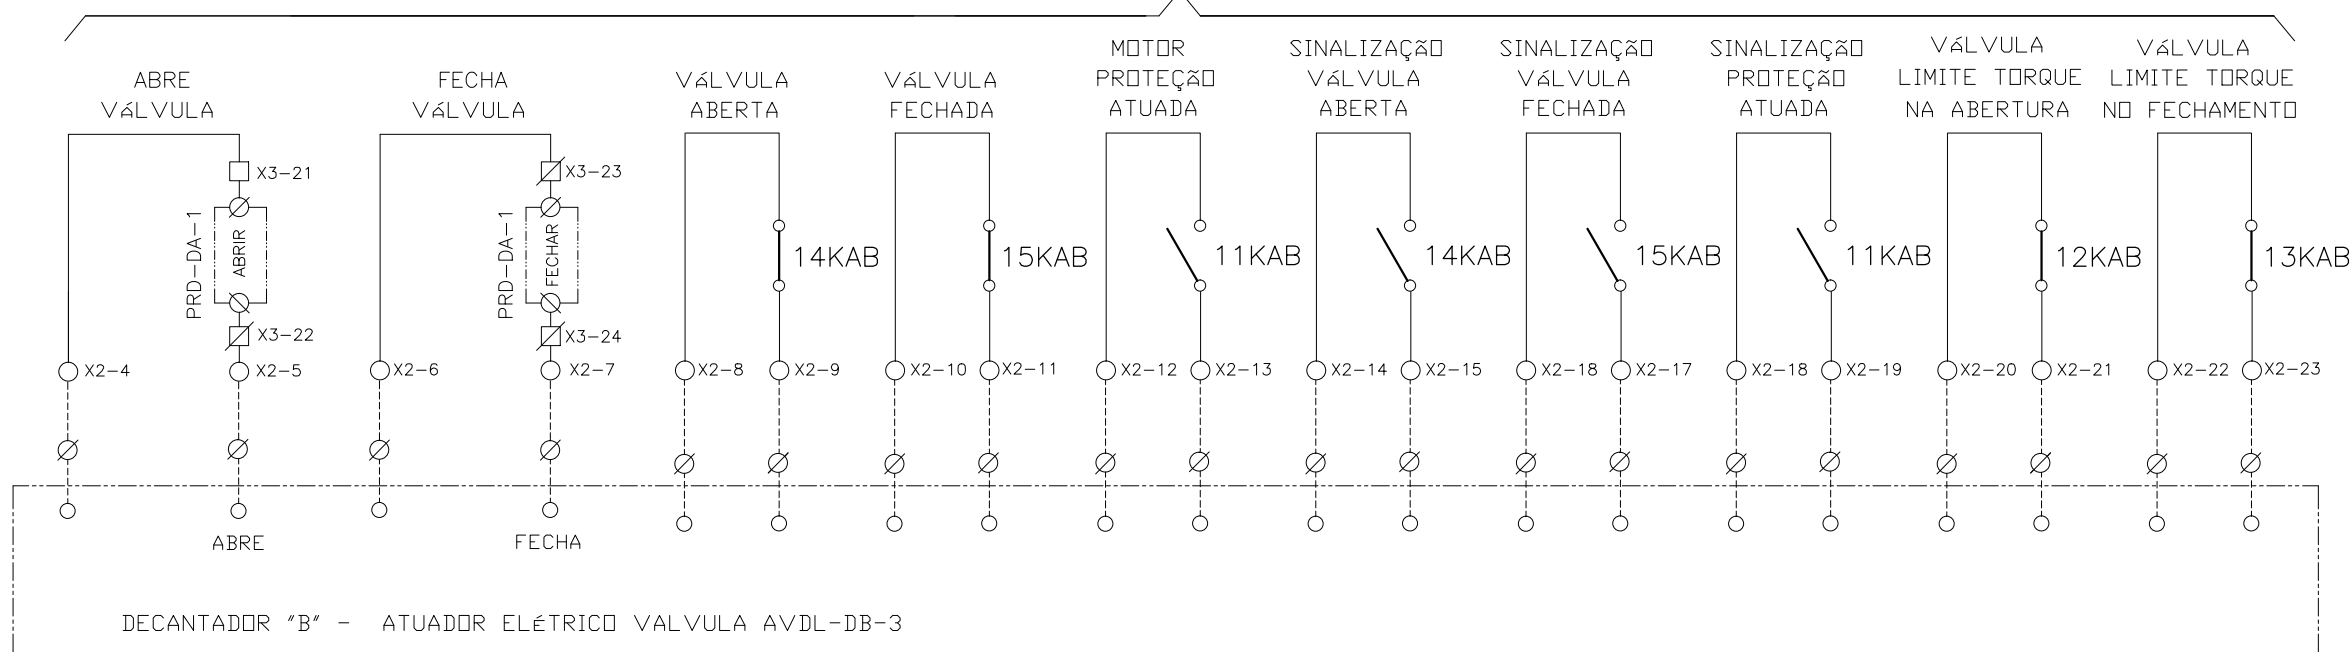 ABRE
VáLVULA
FECHA
VáLVULA
VáLVULA
ABERTA
VáLVULA
FECHADA
MOTOR
PROTEÇãO
ATUADA
SINALIZAÇãO
VáLVULA
ABERTA
SINALIZAÇãO
VáLVULA
FECHADA
SINALIZAÇãO
PROTEÇãO
ATUADA
VáLVULA
LIMITE TORQUE
NA ABERTURA
VáLVULA
LIMITE TORQUE
NO FECHAMENTO
X3-21
X3-23
PRD-DA-1
ABRIR
PRD-DA-1
FECHAR
14KAB
15KAB
11KAB
14KAB
15KAB
11KAB
12KAB
13KAB
X3-22
X3-24
X2-4
X2-5
X2-6
X2-7
X2-8
X2-9
X2-10
X2-11
X2-12
X2-13
X2-14
X2-15
X2-18
X2-17
X2-18
X2-19
X2-20
X2-21
X2-22
X2-23
ABRE
FECHA
DECANTADOR "B" - ATUADOR ELéTRICO VALVULA AVDL-DB-3